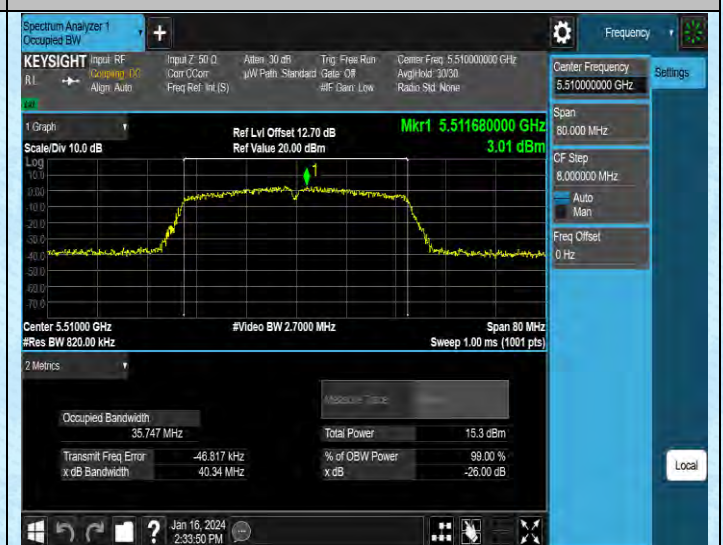 Spectrum Analyzer 1
Occupied BW
+
Frequency
KEYSIGHT
Input: RF
Coupling: DC
Align: Auto
Input Z: 50 Ω
Corr CCorr
Freq Ref: Int (S)
Atten: 30 dB
µW Path: Standard
Trig: Free Run
Gate: Off
#IF Gain: Low
Center Freq: 5.510000000 GHz
Avg|Hold: 30/30
Radio Std: None
Center Frequency
5.510000000 GHz
Settings
Span
80.000 MHz
CF Step
8.000000 MHz
Auto
Man
Freq Offset
0 Hz
1 Graph
Scale/Div 10.0 dB
Ref Lvl Offset 12.70 dB
Ref Value 20.00 dBm
Mkr1 5.511680000 GHz
3.01 dBm
Log
10.0
0.00
-10.0
-20.0
-30.0
-40.0
-50.0
-60.0
-70.0
1
Center 5.51000 GHz
#Res BW 820.00 kHz
#Video BW 2.7000 MHz
Span 80 MHz
Sweep 1.00 ms (1001 pts)
2 Metrics
Measure Trace
Occupied Bandwidth
35.747 MHz
Total Power
15.3 dBm
Transmit Freq Error
-46.817 kHz
% of OBW Power
99.00 %
x dB Bandwidth
40.34 MHz
x dB
-26.00 dB
Local
?
Jan 16, 2024
2:33:50 PM